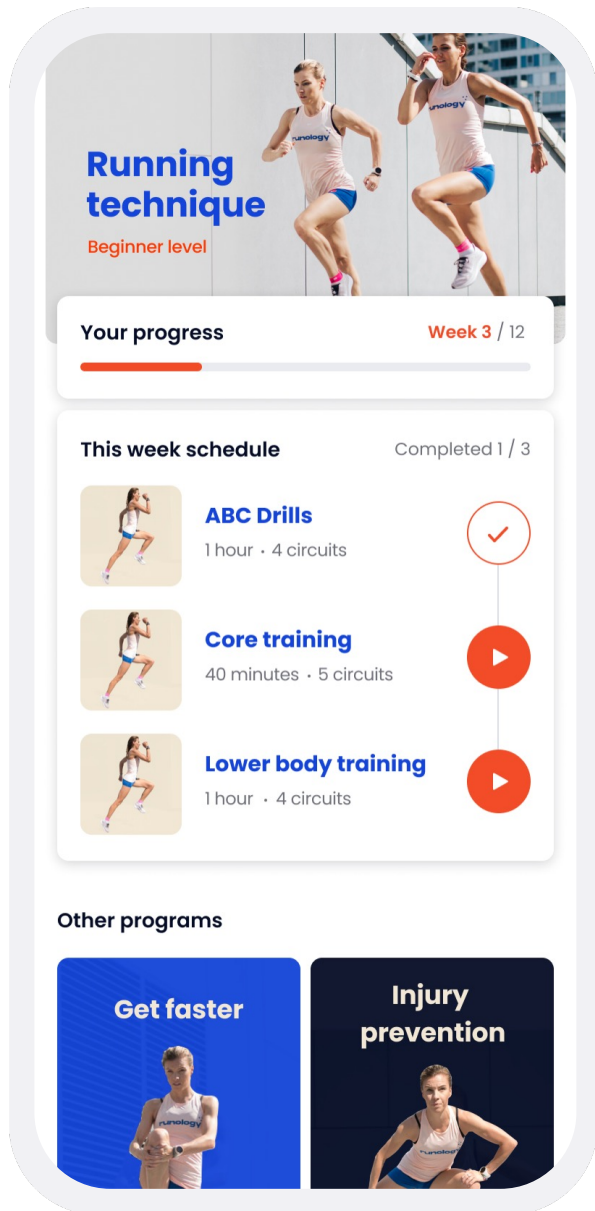 runology
runology
Running
technique
Beginner level
Your progress
Week 3 / 12
This week schedule
Completed 1 / 3
ABC Drills
1 hour · 4 circuits
Core training
40 minutes · 5 circuits
Lower body training
1 hour · 4 circuits
Other programs
Get faster
Injury
prevention
runology
runology